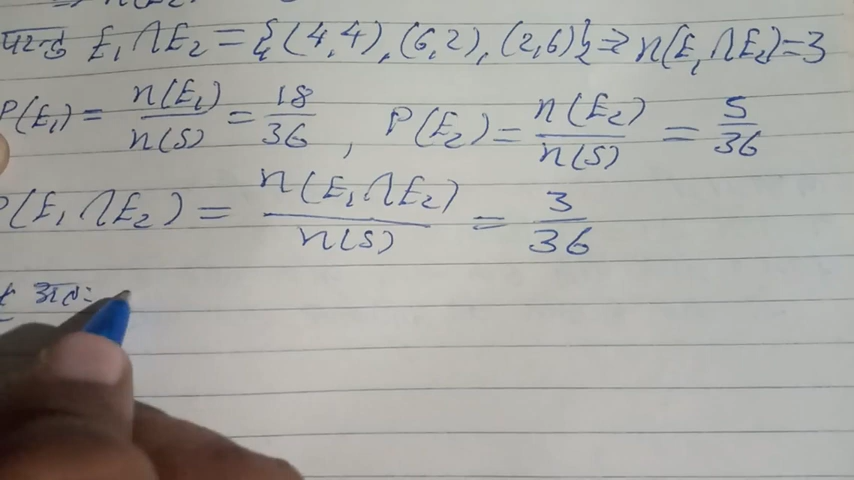 E₁∩E₂ = {(4,4), (6,2), (2,6)} ⇒ n(E₁∩E₂) = 3
P(E₁) = n(E₁)/n(S) = 18/36 , P(E₂) = n(E₂)/n(S) = 5/36
P(E₁∩E₂) = n(E₁∩E₂)/n(S) = 3/36
अतः